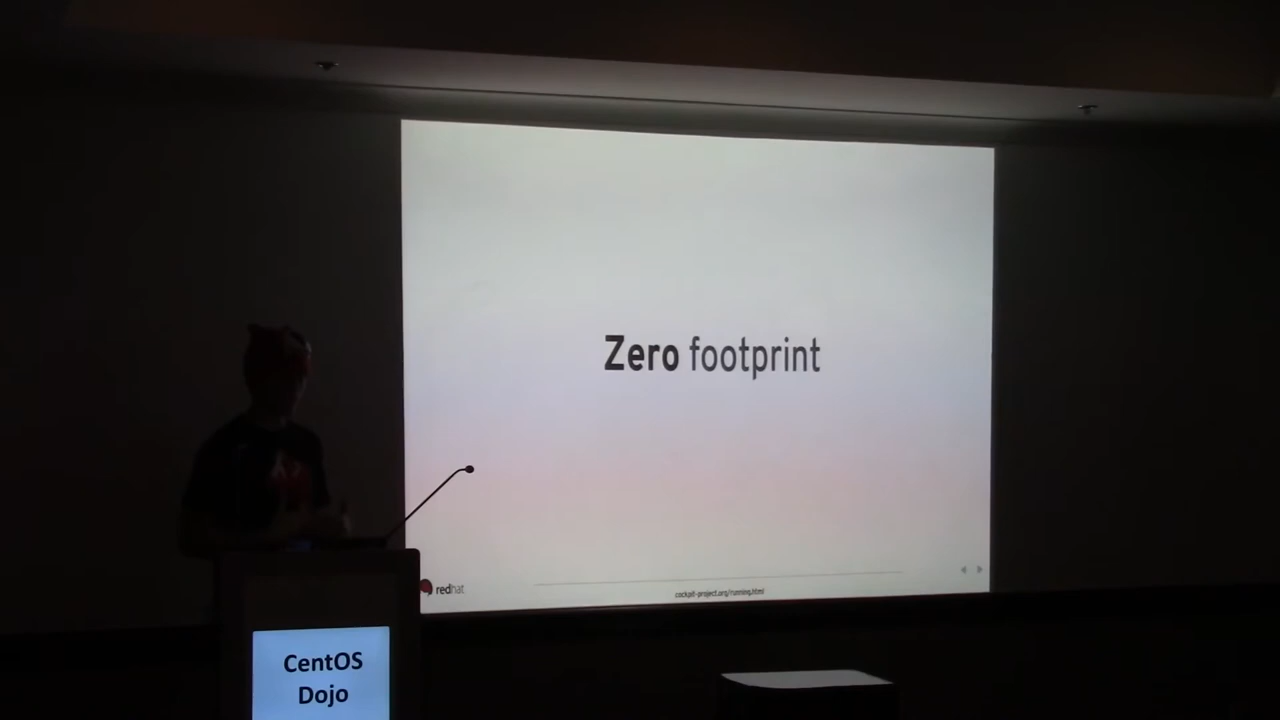 Zero footprint
redhat
cockpit-project.org/running.html
CentOS
Dojo